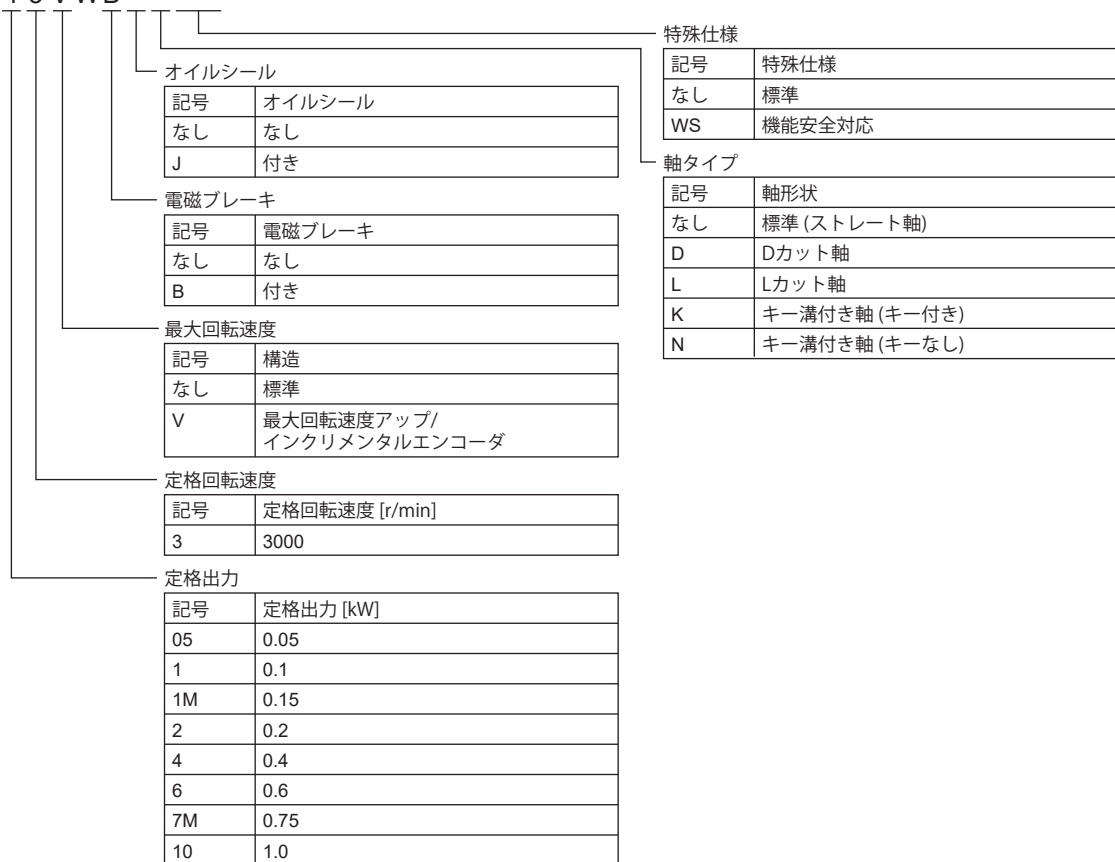 特殊仕様
記号 特殊仕様
なし 標準
WS 機能安全対応
軸タイプ
記号 軸形状
なし 標準 (ストレート軸)
D Dカット軸
L Lカット軸
K キー溝付き軸 (キー付き)
N キー溝付き軸 (キーなし)
オイルシール
記号 オイルシール
なし なし
J 付き
電磁ブレーキ
記号 電磁ブレーキ
なし なし
B 付き
最大回転速度
記号 構造
なし 標準
V 最大回転速度アップ/
インクリメンタルエンコーダ
定格回転速度
記号 定格回転速度 [r/min]
3 3000
定格出力
記号 定格出力 [kW]
05 0.05
1 0.1
1M 0.15
2 0.2
4 0.4
6 0.6
7M 0.75
10 1.0